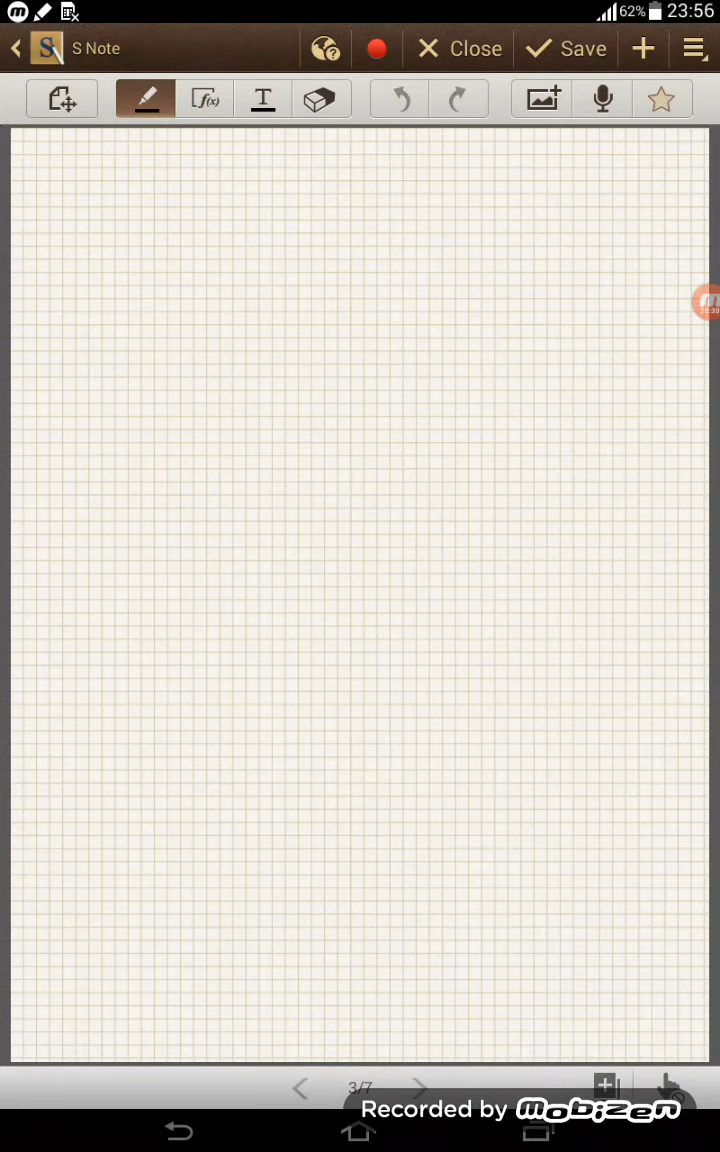 62% 23:56
S Note Close Save
f(x) T
3/7
Recorded by mobizen